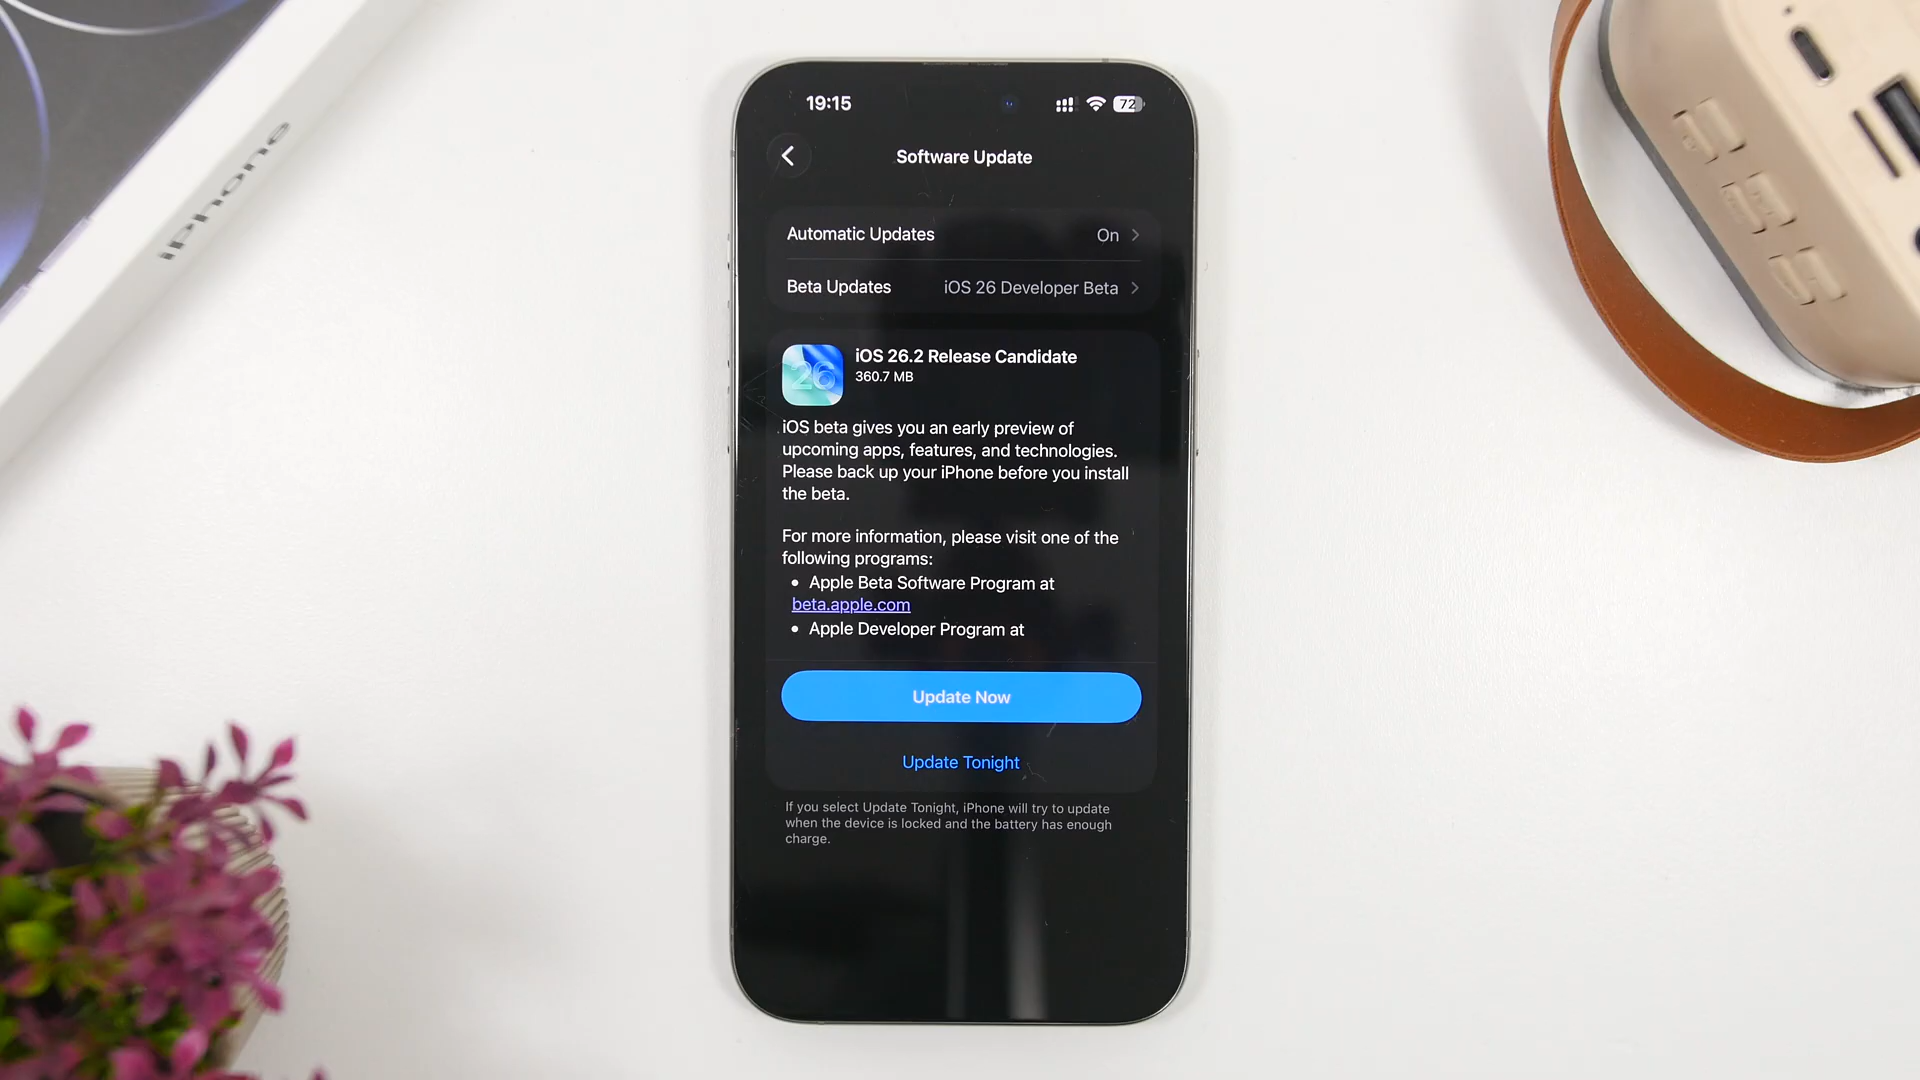 iPhone
19:15
72
Software Update
Automatic Updates On
Beta Updates iOS 26 Developer Beta
26
iOS 26.2 Release Candidate
360.7 MB
iOS beta gives you an early preview of
upcoming apps, features, and technologies.
Please back up your iPhone before you install
the beta.
For more information, please visit one of the
following programs:
• Apple Beta Software Program at
beta.apple.com
• Apple Developer Program at
Update Now
Update Tonight
If you select Update Tonight, iPhone will try to update
when the device is locked and the battery has enough
charge.